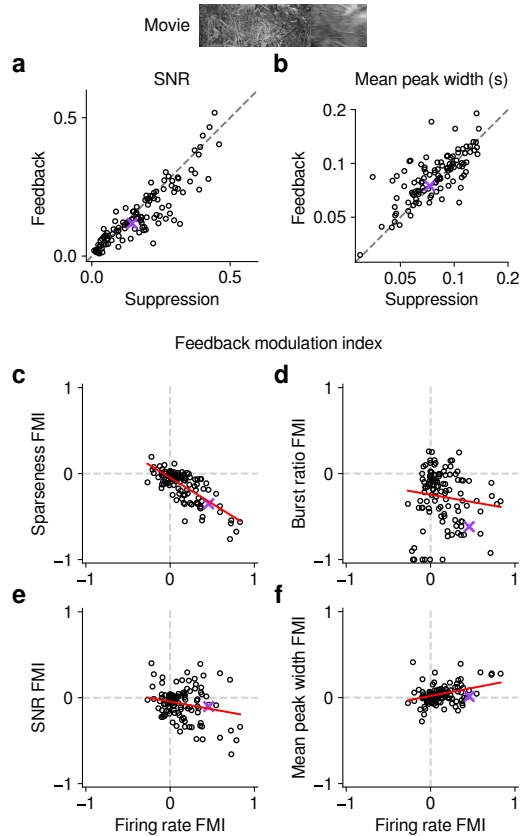 Movie
a
b
SNR
Mean peak width (s)
Feedback
0.5
0.0
0.0
0.5
Suppression
Feedback
0.2
0.1
0.05
0.05
0.1
0.2
Suppression
Feedback modulation index
c
d
Sparseness FMI
1
0
−1
−1
0
1
Burst ratio FMI
1
0
−1
−1
0
1
e
f
SNR FMI
1
0
−1
−1
0
1
Firing rate FMI
Mean peak width FMI
1
0
−1
−1
0
1
Firing rate FMI